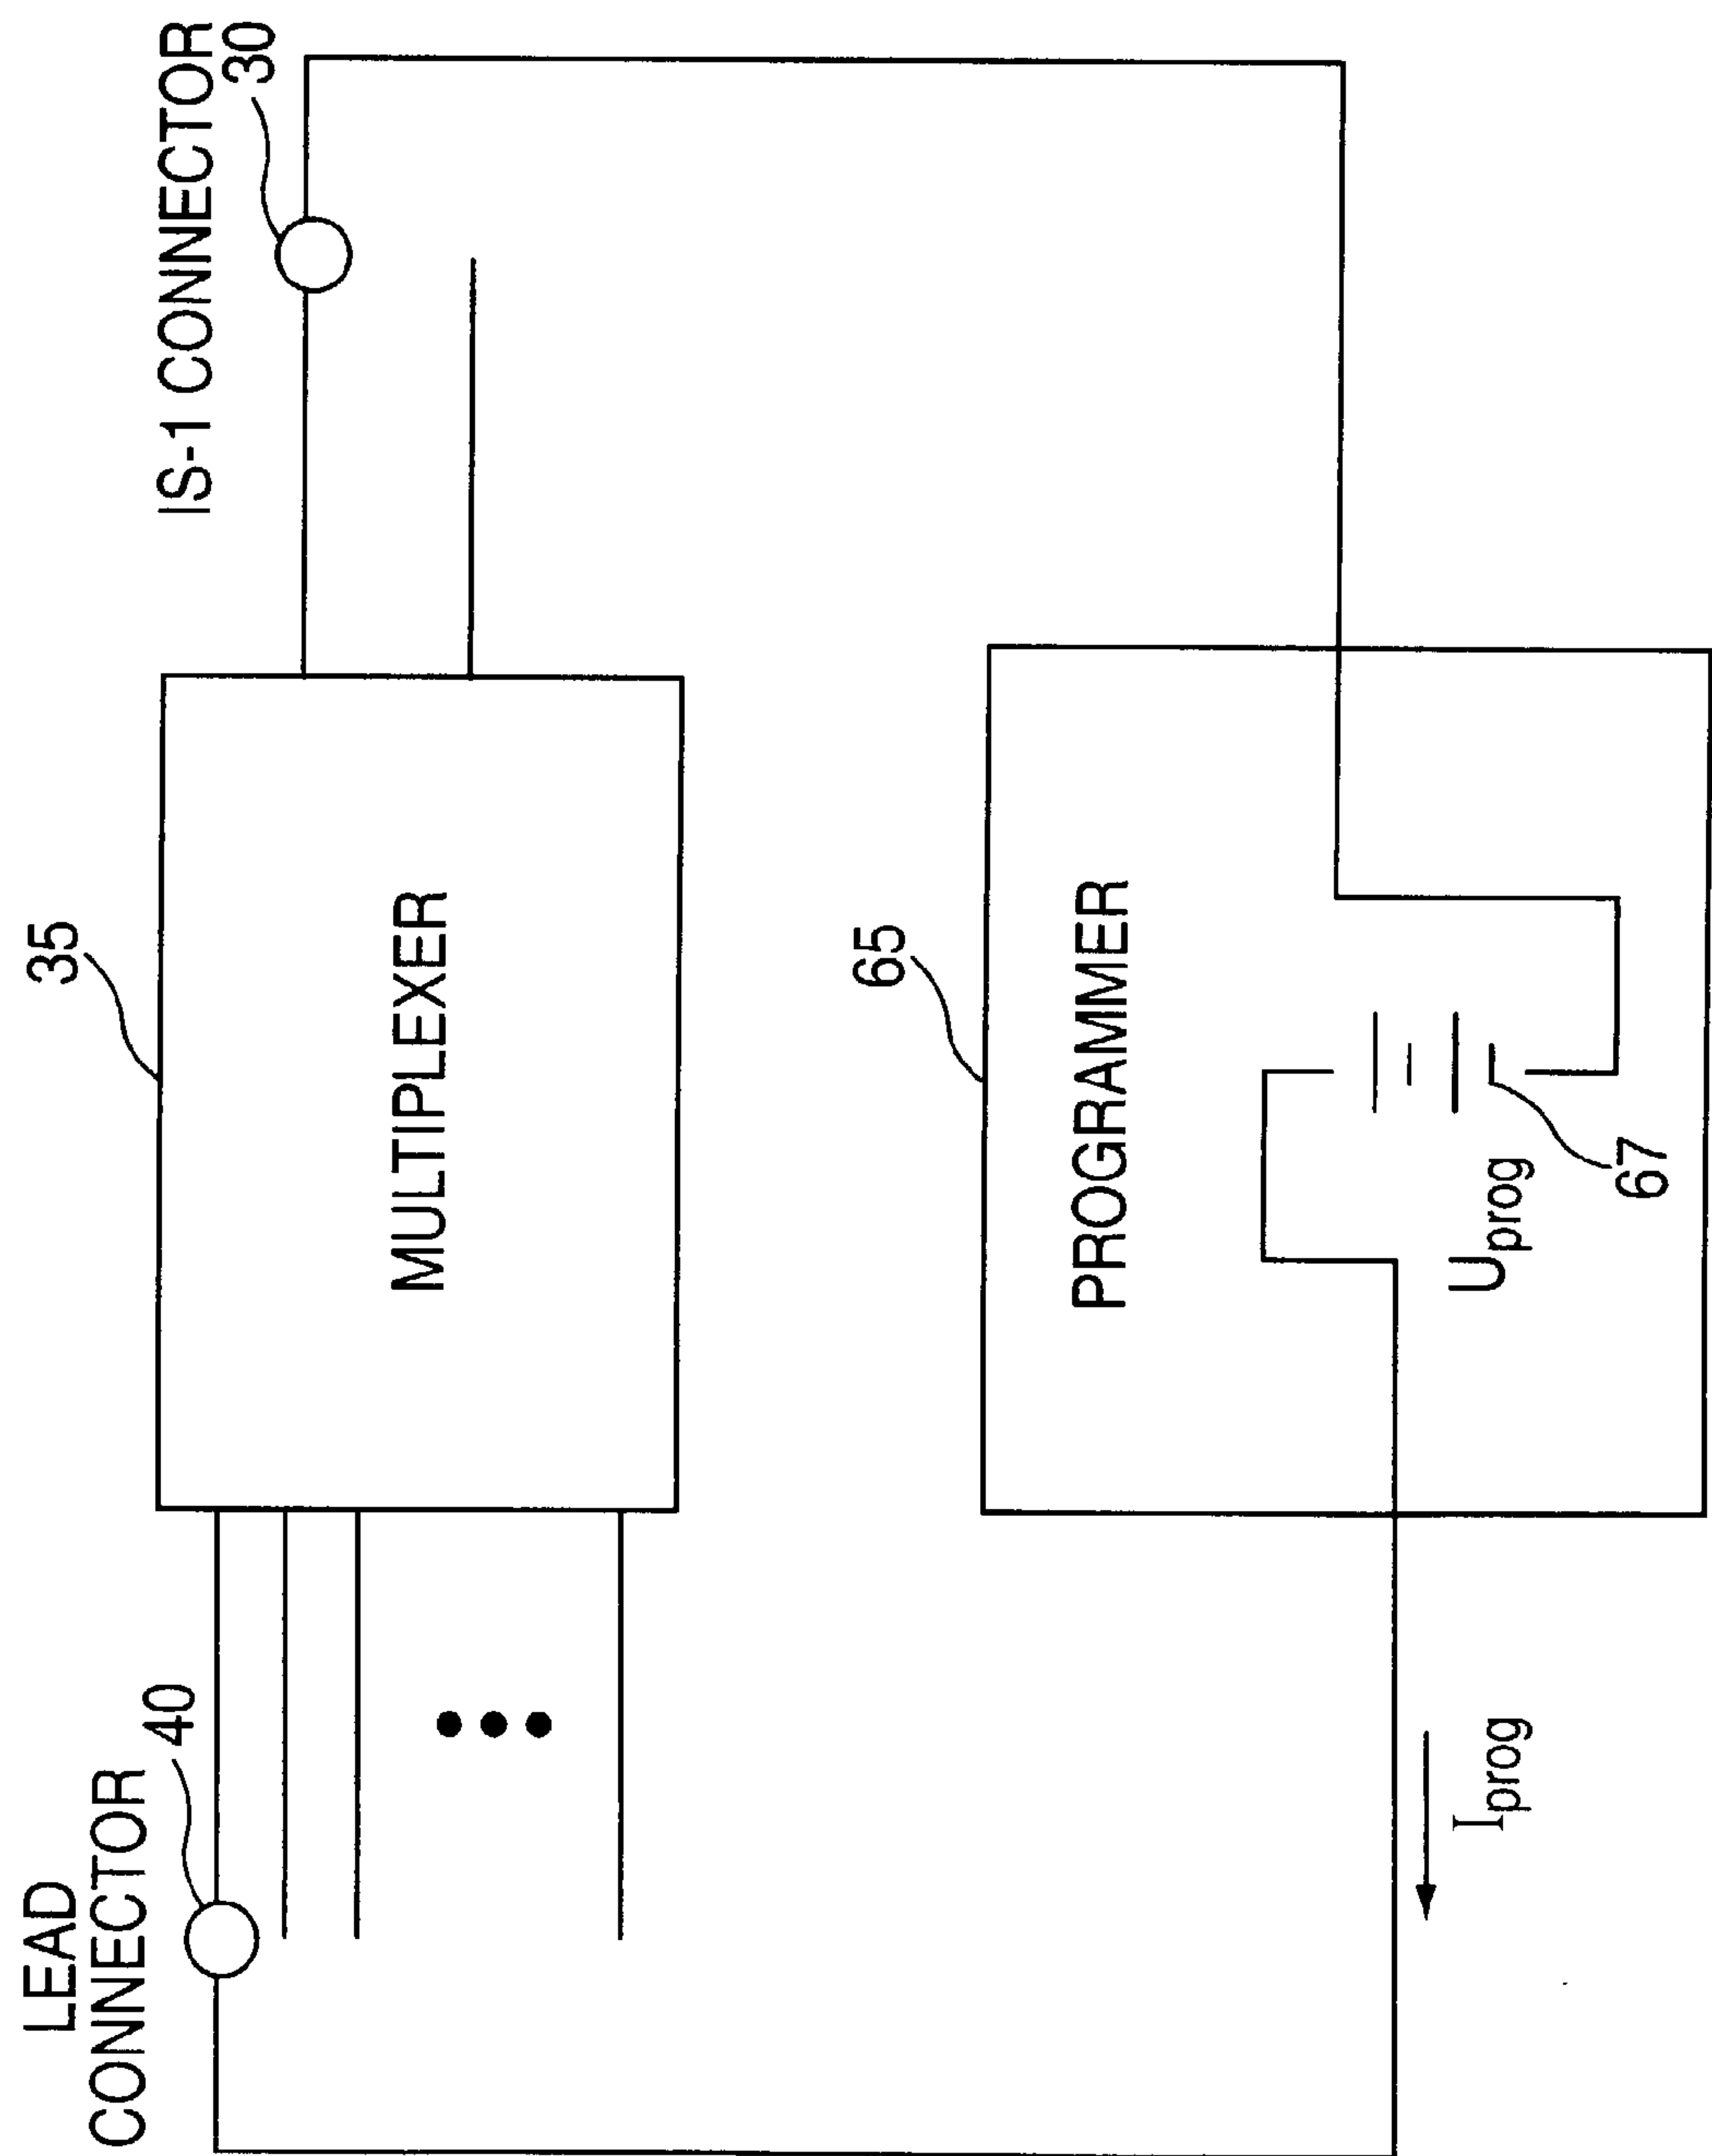 LEAD
CONNECTOR
40
35
IS-1 CONNECTOR
30
MULTIPLEXER
65
PROGRAMMER
Uprog
67
Iprog